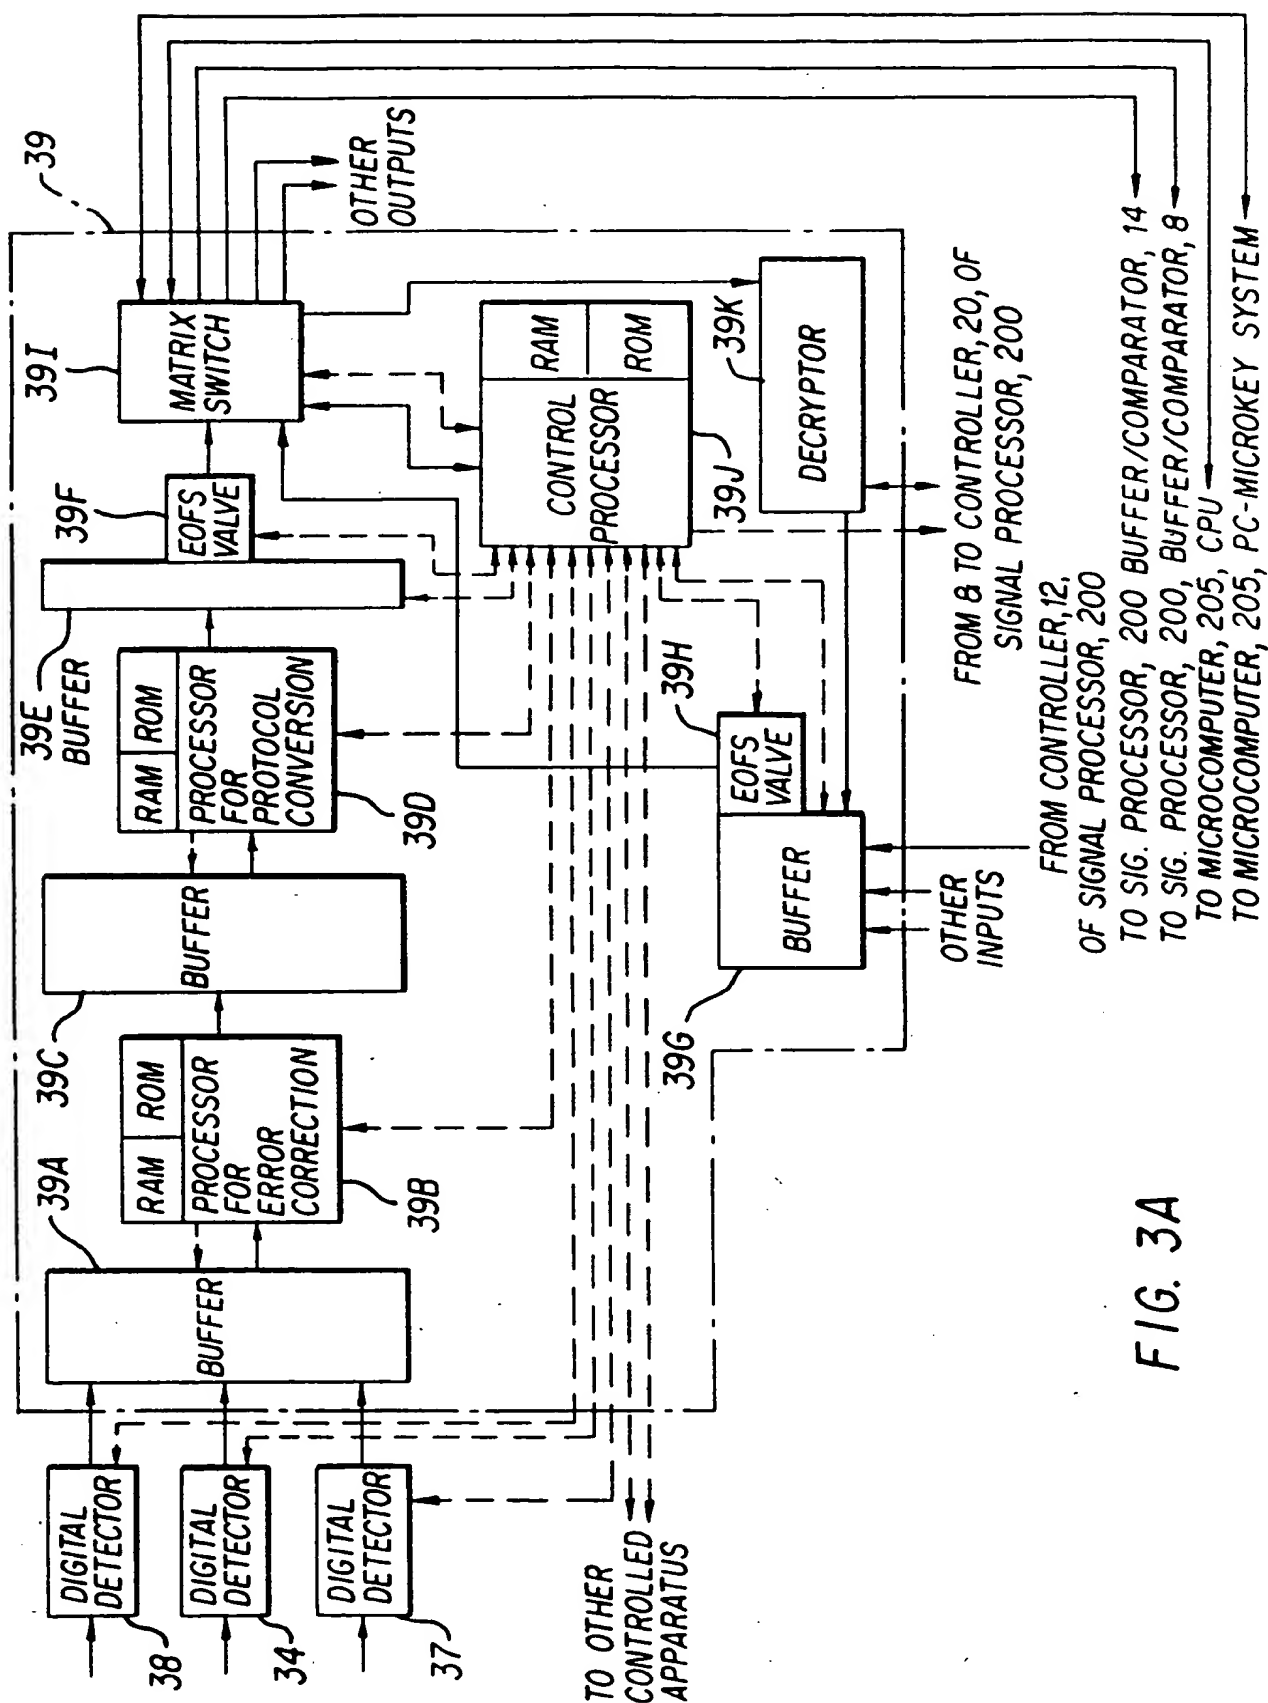 39
39A
39C
39E
BUFFER
39F
39I
38
DIGITAL
DETECTOR
34
DIGITAL
DETECTOR
37
DIGITAL
DETECTOR
BUFFER
RAM
ROM
PROCESSOR
FOR
ERROR
CORRECTION
39B
BUFFER
RAM
ROM
PROCESSOR
FOR
PROTOCOL
CONVERSION
39D
EOFS
VALVE
MATRIX
SWITCH
OTHER
OUTPUTS
CONTROL
PROCESSOR
RAM
ROM
39J
39K
DECRYPTOR
39H
EOFS
VALVE
BUFFER
39G
OTHER
INPUTS
TO OTHER
CONTROLLED
APPARATUS
FROM & TO CONTROLLER, 20, OF
SIGNAL PROCESSOR, 200
FROM CONTROLLER, 12,
OF SIGNAL PROCESSOR, 200
TO SIG. PROCESSOR, 200 BUFFER/COMPARATOR, 14
TO SIG. PROCESSOR, 200, BUFFER/COMPARATOR, 8
TO MICROCOMPUTER, 205, CPU
TO MICROCOMPUTER, 205, PC-MICROKEY SYSTEM
FIG. 3A